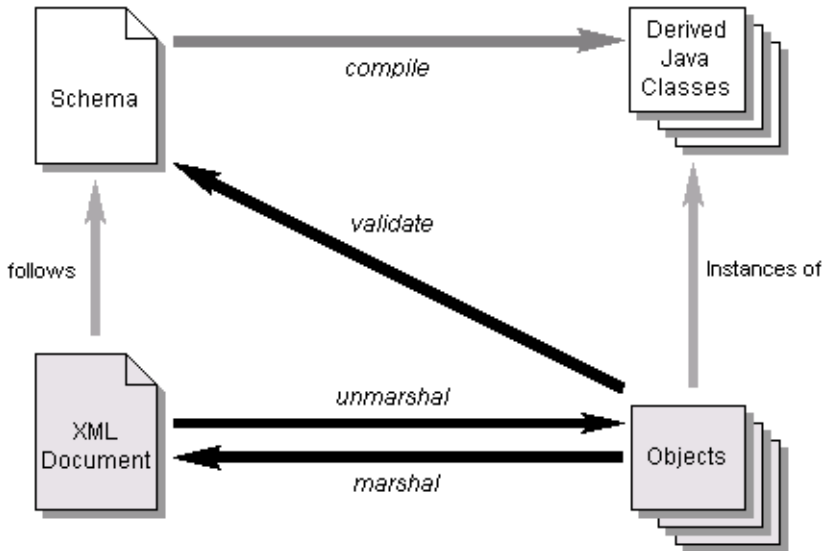 Schema
compile
Derived
Java
Classes
validate
follows
Instances of
XML
Document
unmarshal
marshal
Objects